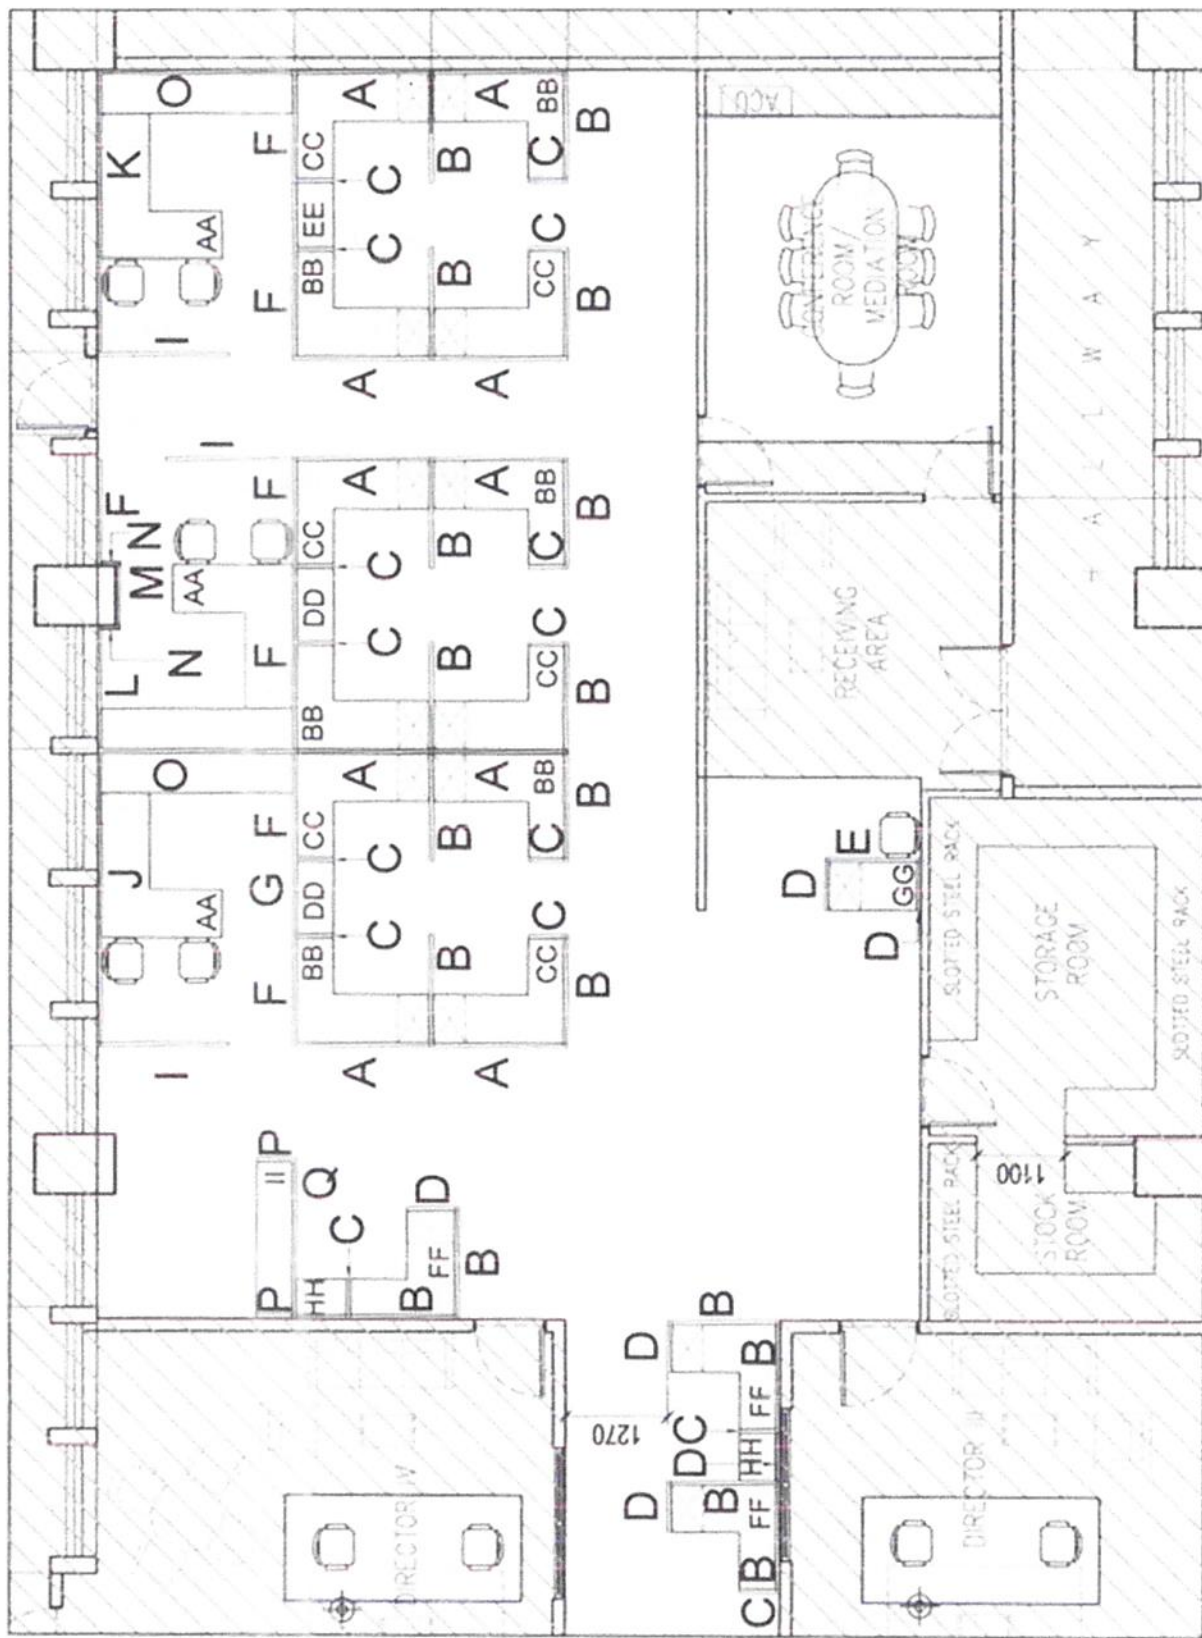 J
L
F
K
M
N
I
O
N
I
O
AA
AA
I
AA
P
P
F
G
F
F
F
F
F
HH
II
Q
BB
DD
CC
BB
DD
CC
BB
EE
CC
C
A
A
A
A
A
C
C
C
C
C
C
DIRECTOR IV
B
FF
D
B
B
B
B
B
B
B
B
A
A
A
A
A
CC
C
C
BB
CC
C
C
BB
CC
C
C
BB
B
B
B
B
B
B
1270
D
D
DC
B
B
FF
HH
FF
C
B
B
D
E
D
GG
RECEIVING
AREA
CONFERENCE
ROOM/
MEDIATION
ROOM
ACCU
SLOTTED STEEL RACK
SLOTTED STEEL RACK
DIRECTOR
STOCK
ROOM
1100
STORAGE
ROOM
SLOTTED STEEL RACK
HALLWAY